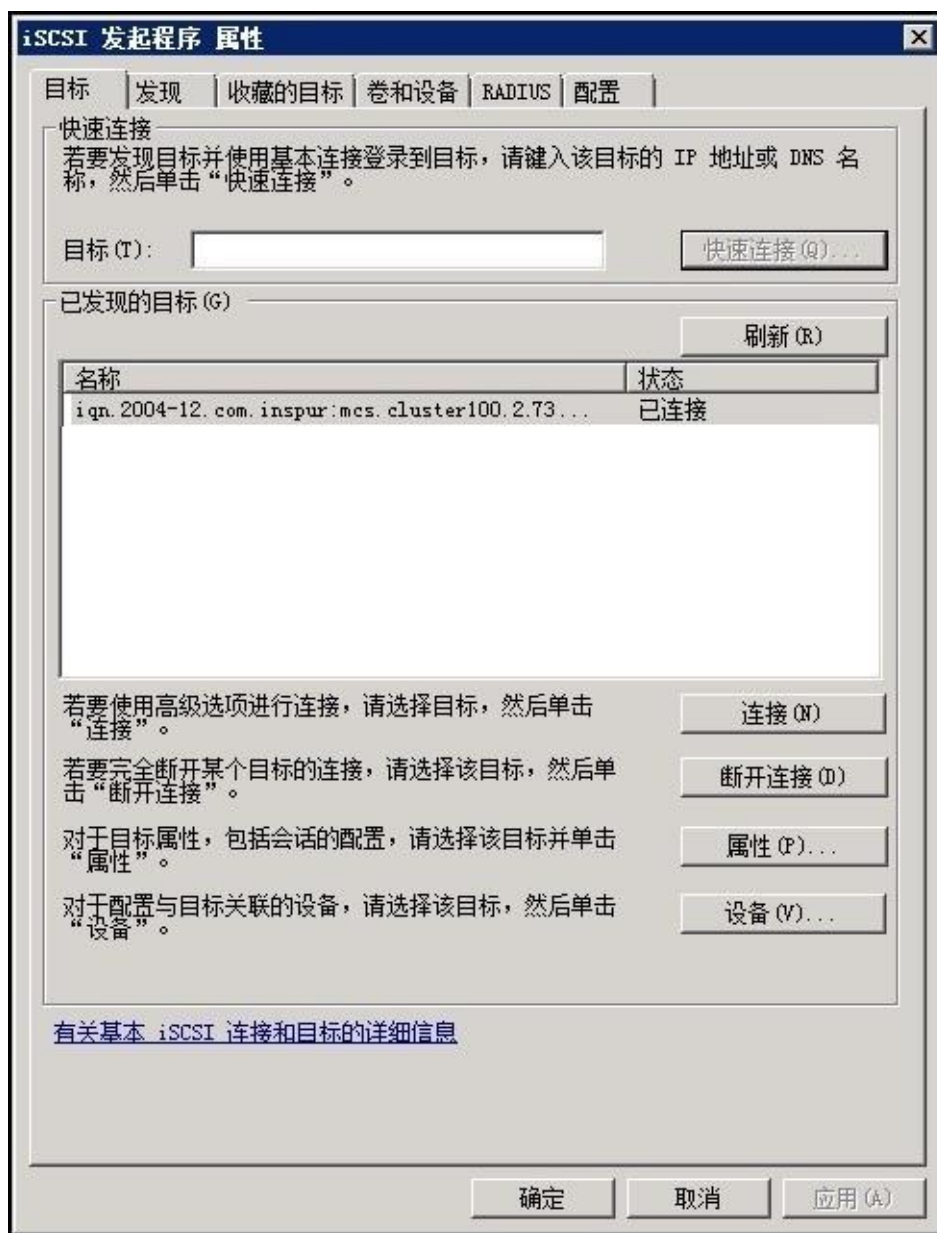 iSCSI 发起程序 属性
目标 发现 收藏的目标 卷和设备 RADIUS 配置
快速连接
若要发现目标并使用基本连接登录到目标，请键入该目标的 IP 地址或 DNS 名
称，然后单击“快速连接”。
目标(T): 快速连接(Q)...
已发现的目标(G)
刷新(R)
名称 状态
iqn.2004-12.com.inspur:mcs.cluster100.2.73... 已连接
若要使用高级选项进行连接，请选择目标，然后单击
“连接”。
连接(N)
若要完全断开某个目标的连接，请选择该目标，然后单
击“断开连接”。
断开连接(D)
对于目标属性，包括会话的配置，请选择该目标并单击
“属性”。
属性(P)...
对于配置与目标关联的设备，请选择该目标，然后单击
“设备”。
设备(V)...
有关基本 iSCSI 连接和目标的详细信息
确定 取消 应用(A)